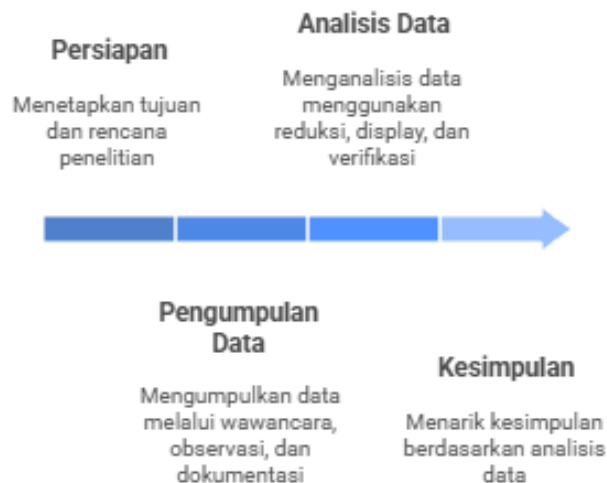 Persiapan
Menetapkan tujuan
dan rencana
penelitian
Analisis Data
Menganalisis data
menggunakan
reduksi, display, dan
verifikasi
Pengumpulan
Data
Mengumpulkan data
melalui wawancara,
observasi, dan
dokumentasi
Kesimpulan
Menarik kesimpulan
berdasarkan analisis
data